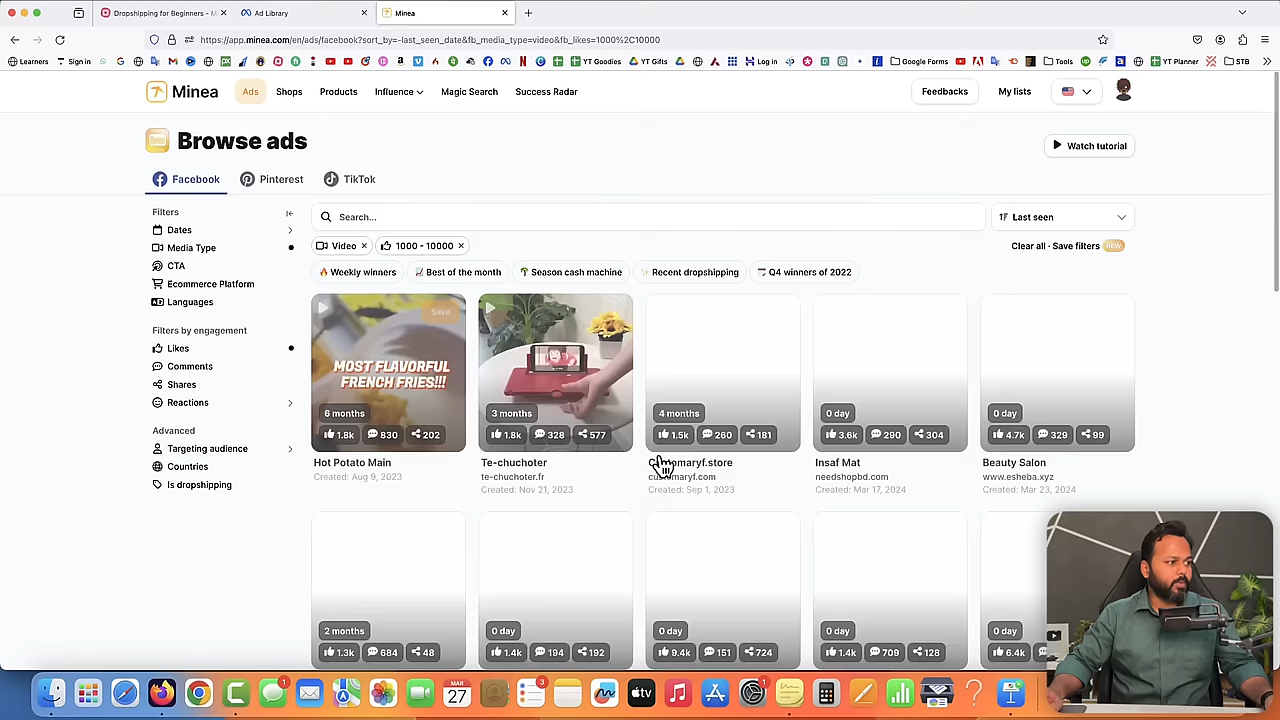 Dropshipping for Beginners - M
Ad Library
Minea
https://app.minea.com/en/ads/facebook?sort_by=-last_seen_date&fb_media_type=video&fb_likes=1000%2C10000
Learners
Sign in
YT Goodies
YT Gifts
Log in
Google Forms
Tools
YT Planner
STB
Minea
Ads
Shops
Products
Influence
Magic Search
Success Radar
Feedbacks
My lists
Browse ads
Watch tutorial
Facebook
Pinterest
TikTok
Filters
Dates
Media Type
CTA
Ecommerce Platform
Languages
Filters by engagement
Likes
Comments
Shares
Reactions
Advanced
Targeting audience
Countries
Is dropshipping
Search...
Last seen
Video
1000 - 10000
Clear all · Save filters NEW
Weekly winners
Best of the month
Season cash machine
Recent dropshipping
Q4 winners of 2022
Save
MOST FLAVORFUL
FRENCH FRIES!!!
6 months
1.8k 830 202
Hot Potato Main
Created: Aug 9, 2023
3 months
1.8k 328 577
Te-chuchoter
te-chuchoter.fr
Created: Nov 21, 2023
4 months
1.5k 260 181
Created: Sep 1, 2023
0 day
3.6k 290 304
Insaf Mat
needshopbd.com
Created: Mar 17, 2024
0 day
4.7k 329 99
Beauty Salon
www.esheba.xyz
Created: Mar 23, 2024
2 months
1.3k 684 48
0 day
1.4k 194 192
0 day
9.4k 151 724
0 day
1.4k 709 128
0 day
6.4k
1
MAR
27
3
tv
1